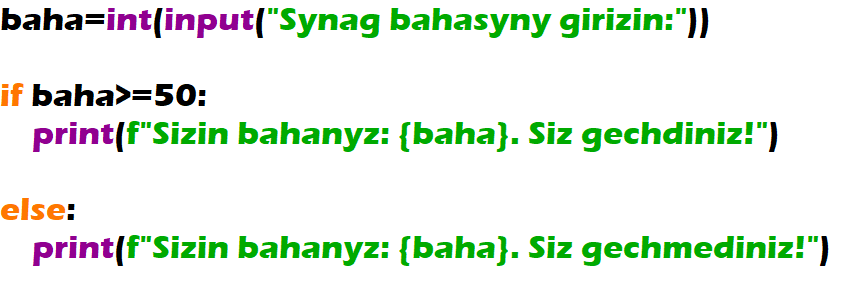 baha=int(input("Synag bahasyny girizin:"))
if baha>=50:
    print(f"Sizin bahanyz: {baha}. Siz gechdiniz!")
else:
    print(f"Sizin bahanyz: {baha}. Siz gechmediniz!")